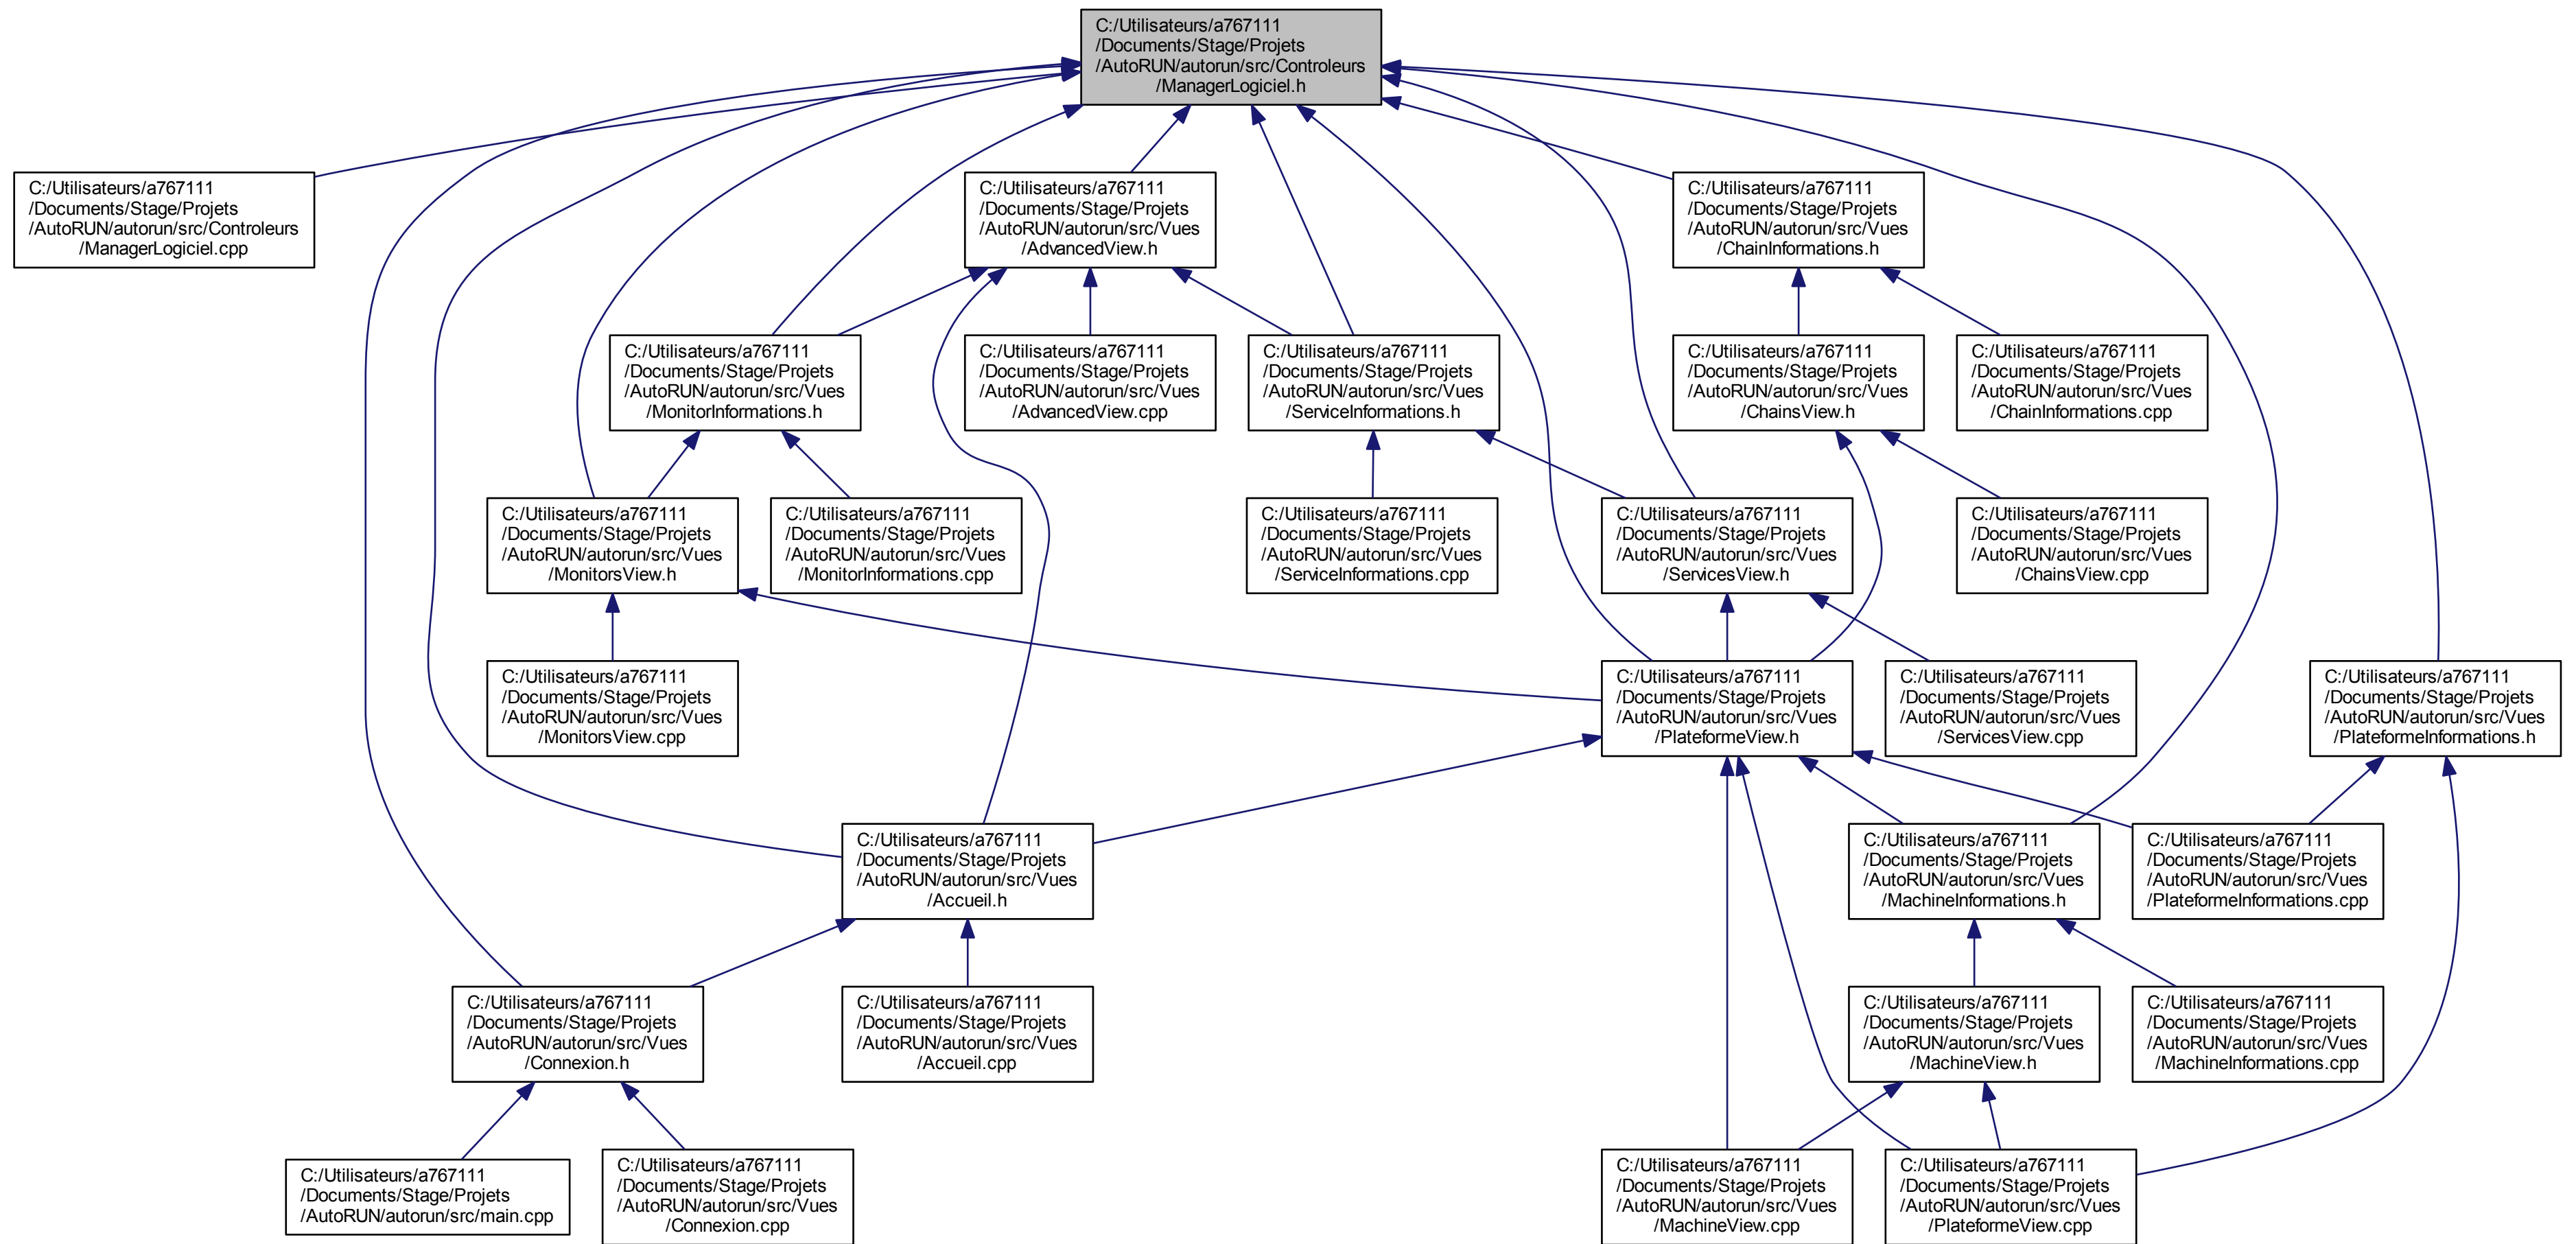 C:/Utilisateurs/a767111
/Documents/Stage/Projets
/AutoRUN/autorun/src/Controleurs
/ManagerLogiciel.h
C:/Utilisateurs/a767111
/Documents/Stage/Projets
/AutoRUN/autorun/src/Controleurs
/ManagerLogiciel.cpp
C:/Utilisateurs/a767111
/Documents/Stage/Projets
/AutoRUN/autorun/src/Vues
/AdvancedView.h
C:/Utilisateurs/a767111
/Documents/Stage/Projets
/AutoRUN/autorun/src/Vues
/ChainInformations.h
C:/Utilisateurs/a767111
/Documents/Stage/Projets
/AutoRUN/autorun/src/Vues
/MonitorInformations.h
C:/Utilisateurs/a767111
/Documents/Stage/Projets
/AutoRUN/autorun/src/Vues
/AdvancedView.cpp
C:/Utilisateurs/a767111
/Documents/Stage/Projets
/AutoRUN/autorun/src/Vues
/ServiceInformations.h
C:/Utilisateurs/a767111
/Documents/Stage/Projets
/AutoRUN/autorun/src/Vues
/ChainsView.h
C:/Utilisateurs/a767111
/Documents/Stage/Projets
/AutoRUN/autorun/src/Vues
/ChainInformations.cpp
C:/Utilisateurs/a767111
/Documents/Stage/Projets
/AutoRUN/autorun/src/Vues
/MonitorsView.h
C:/Utilisateurs/a767111
/Documents/Stage/Projets
/AutoRUN/autorun/src/Vues
/MonitorInformations.cpp
C:/Utilisateurs/a767111
/Documents/Stage/Projets
/AutoRUN/autorun/src/Vues
/ServiceInformations.cpp
C:/Utilisateurs/a767111
/Documents/Stage/Projets
/AutoRUN/autorun/src/Vues
/ServicesView.h
C:/Utilisateurs/a767111
/Documents/Stage/Projets
/AutoRUN/autorun/src/Vues
/ChainsView.cpp
C:/Utilisateurs/a767111
/Documents/Stage/Projets
/AutoRUN/autorun/src/Vues
/MonitorsView.cpp
C:/Utilisateurs/a767111
/Documents/Stage/Projets
/AutoRUN/autorun/src/Vues
/PlateformeView.h
C:/Utilisateurs/a767111
/Documents/Stage/Projets
/AutoRUN/autorun/src/Vues
/ServicesView.cpp
C:/Utilisateurs/a767111
/Documents/Stage/Projets
/AutoRUN/autorun/src/Vues
/PlateformeInformations.h
C:/Utilisateurs/a767111
/Documents/Stage/Projets
/AutoRUN/autorun/src/Vues
/Accueil.h
C:/Utilisateurs/a767111
/Documents/Stage/Projets
/AutoRUN/autorun/src/Vues
/MachineInformations.h
C:/Utilisateurs/a767111
/Documents/Stage/Projets
/AutoRUN/autorun/src/Vues
/PlateformeInformations.cpp
C:/Utilisateurs/a767111
/Documents/Stage/Projets
/AutoRUN/autorun/src/Vues
/Connexion.h
C:/Utilisateurs/a767111
/Documents/Stage/Projets
/AutoRUN/autorun/src/Vues
/Accueil.cpp
C:/Utilisateurs/a767111
/Documents/Stage/Projets
/AutoRUN/autorun/src/Vues
/MachineView.h
C:/Utilisateurs/a767111
/Documents/Stage/Projets
/AutoRUN/autorun/src/Vues
/MachineInformations.cpp
C:/Utilisateurs/a767111
/Documents/Stage/Projets
/AutoRUN/autorun/src/main.cpp
C:/Utilisateurs/a767111
/Documents/Stage/Projets
/AutoRUN/autorun/src/Vues
/Connexion.cpp
C:/Utilisateurs/a767111
/Documents/Stage/Projets
/AutoRUN/autorun/src/Vues
/MachineView.cpp
C:/Utilisateurs/a767111
/Documents/Stage/Projets
/AutoRUN/autorun/src/Vues
/PlateformeView.cpp